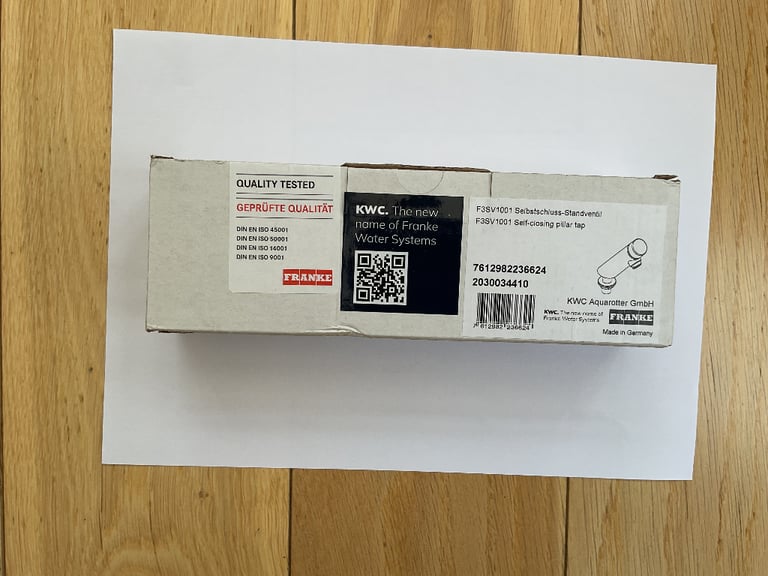 QUALITY TESTED
GEPRÜFTE QUALITÄT
DIN EN ISO 45001
DIN EN ISO 50001
DIN EN ISO 14001
DIN EN ISO 9001
FRANKE
KWC. The new
name of Franke
Water Systems
F3SV1001 Selbstschluss-Standventil
F3SV1001 Self-closing pillar tap
7612982236624
2030034410
7 612982 236624
KWC Aquarotter GmbH
KWC. The new name of
Franke Water Systems
FRANKE
Made in Germany